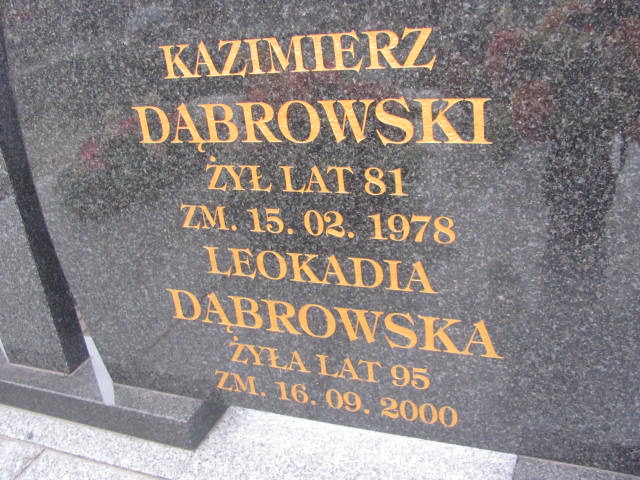 KAZIMIERZ
DĄBROWSKI
ŻYŁ LAT 81
ZM. 15. 02. 1978
LEOKADIA
DĄBROWSKA
ŻYŁA LAT 95
ZM. 16. 09. 2000